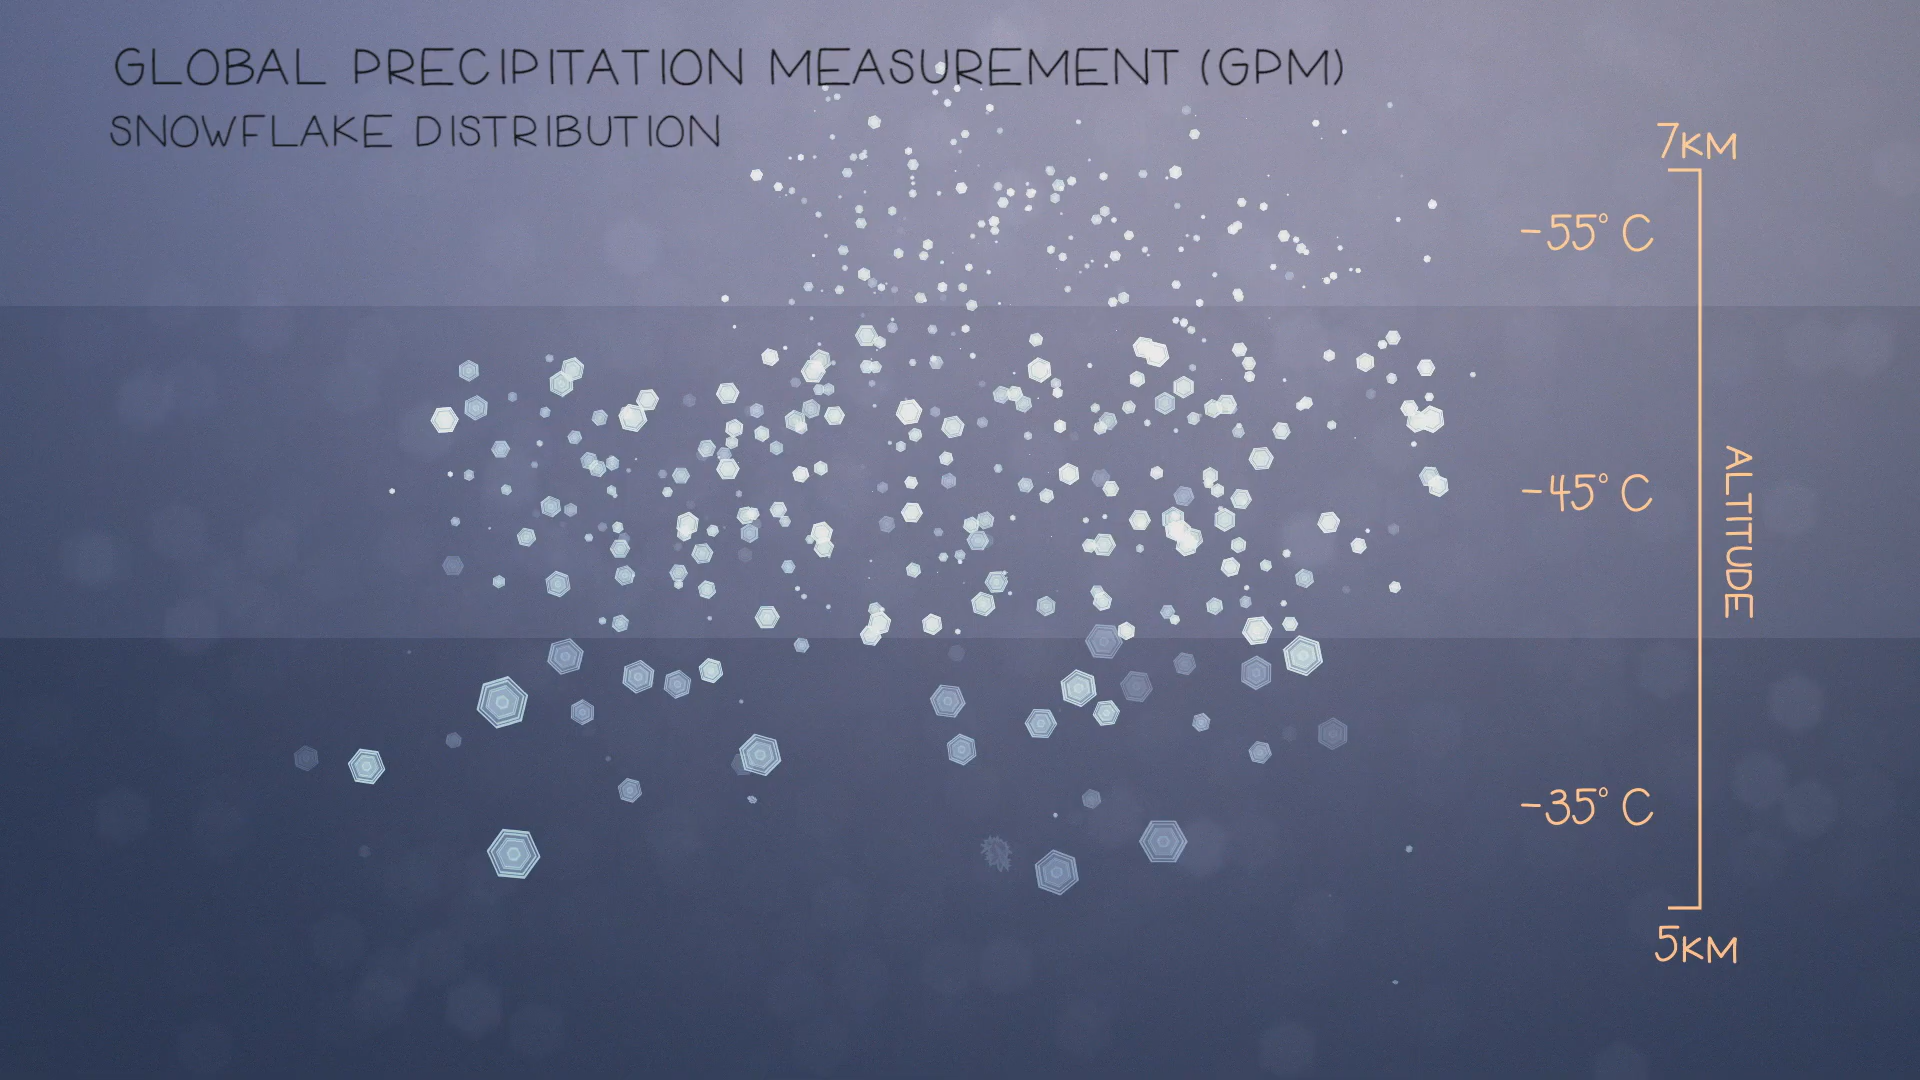 GLOBAL PRECIPITATION MEASUREMENT (GPM)
SNOWFLAKE DISTRIBUTION
7KM
-55° C
-45° C
ALTITUDE
-35° C
5KM